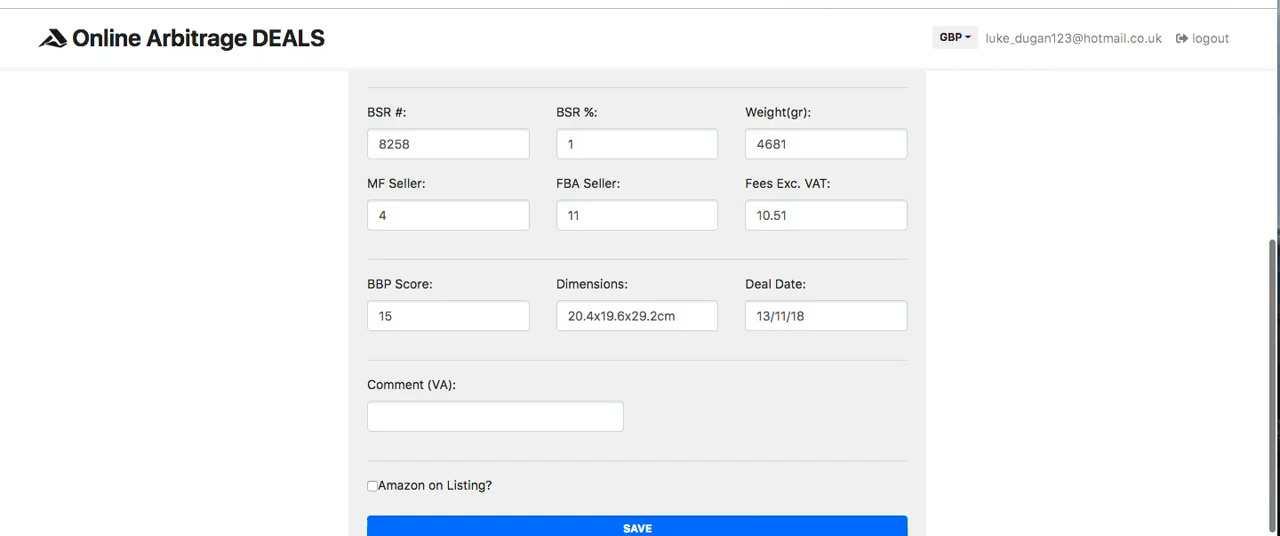 Online Arbitrage DEALS
GBP luke_dugan123@hotmail.co.uk logout
BSR #: BSR %: Weight(gr):
8258 1 4681
MF Seller: FBA Seller: Fees Exc. VAT:
4 11 10.51
BBP Score: Dimensions: Deal Date:
15 20.4x19.6x29.2cm 13/11/18
Comment (VA):
Amazon on Listing?
SAVE